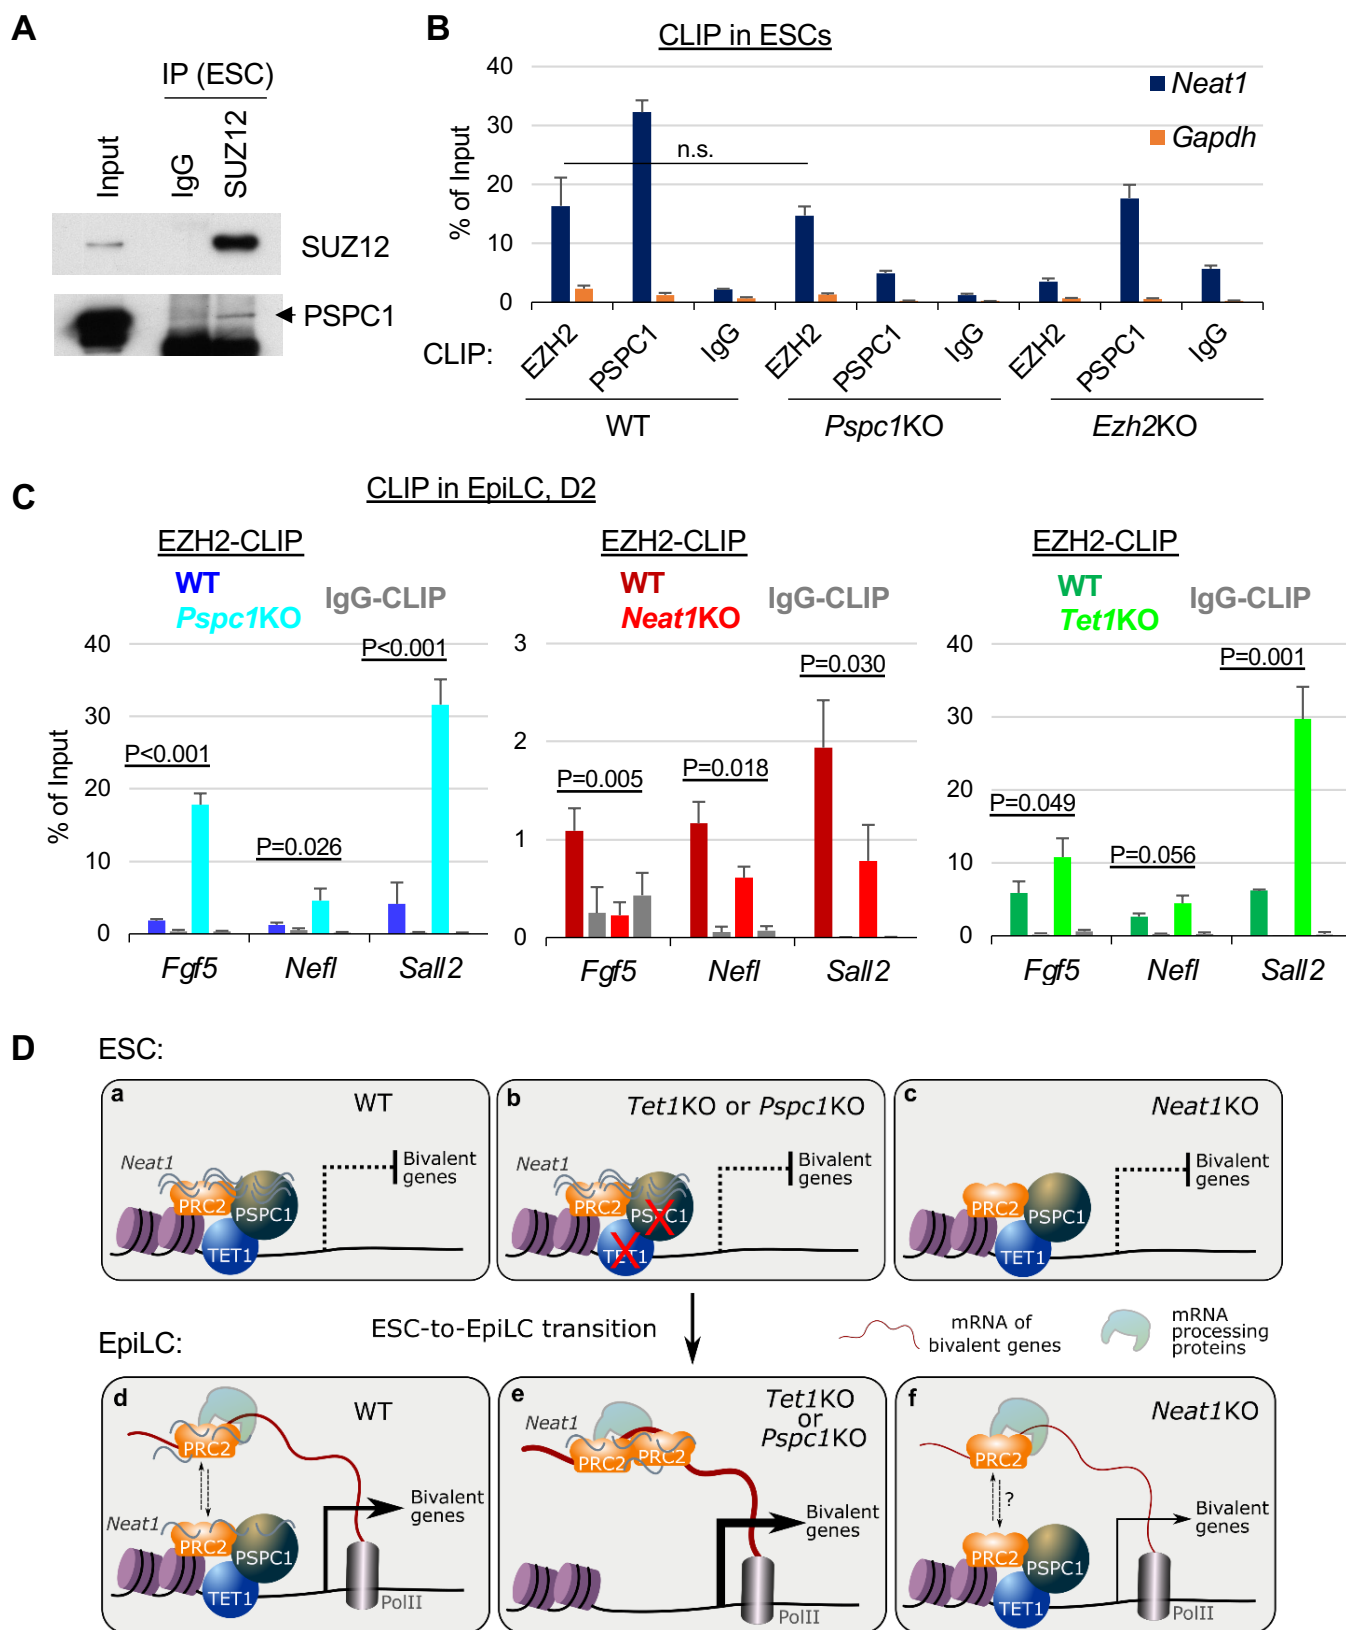 A
IP (ESC)
Input
IgG
SUZ12
SUZ12
PSPC1
B
CLIP in ESCs
40
30
20
10
0
% of Input
Neat1
Gapdh
n.s.
CLIP:
EZH2
PSPC1
IgG
EZH2
PSPC1
IgG
EZH2
PSPC1
IgG
WT
Pspc1KO
Ezh2KO
C
CLIP in EpiLC, D2
EZH2-CLIP
WT
Pspc1KO
IgG-CLIP
40
30
20
10
0
% of Input
P<0.001
P=0.026
P<0.001
Fgf5
Nefl
Sall2
EZH2-CLIP
WT
Neat1KO
IgG-CLIP
3
2
1
0
P=0.005
P=0.018
P=0.030
Fgf5
Nefl
Sall2
EZH2-CLIP
WT
Tet1KO
IgG-CLIP
40
30
20
10
0
P=0.049
P=0.056
P=0.001
Fgf5
Nefl
Sall2
D
ESC:
a
WT
Neat1
PRC2
PSPC1
TET1
Bivalent
genes
b
Tet1KO or Pspc1KO
Neat1
PRC2
PSPC1
TET1
Bivalent
genes
c
Neat1KO
PRC2
PSPC1
TET1
Bivalent
genes
ESC-to-EpiLC transition
mRNA of
bivalent genes
mRNA
processing
proteins
EpiLC:
d
WT
PRC2
Neat1
PRC2
PSPC1
TET1
Bivalent
genes
PolII
e
Tet1KO
or
Pspc1KO
Neat1
PRC2
PRC2
Bivalent
genes
PolII
f
Neat1KO
PRC2
?
PRC2
PSPC1
TET1
Bivalent
genes
PolII